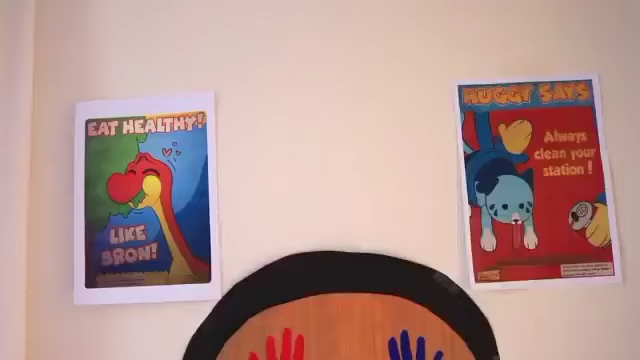 EAT HEALTHY!
LIKE
BRON!
HUGGY SAYS
Always
clean your
station!